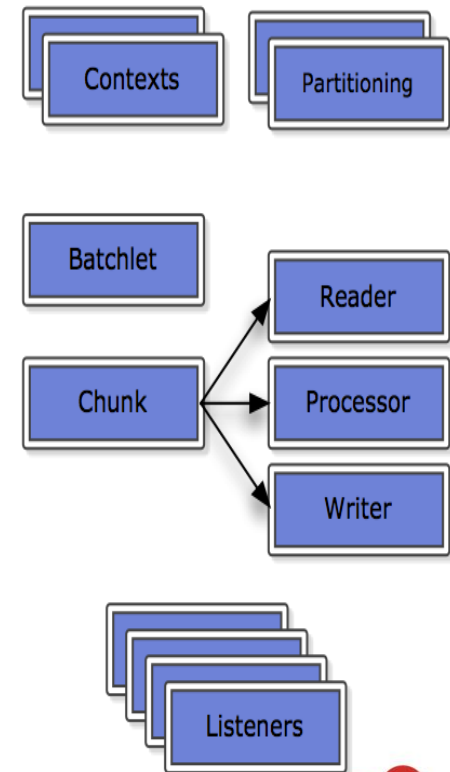 Contexts
Partitioning
Batchlet
Reader
Chunk
Processor
Writer
Listeners